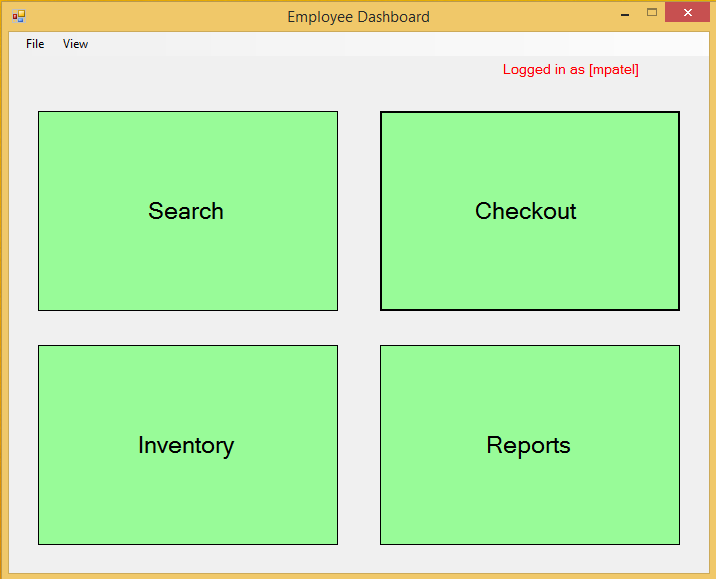 Employee Dashboard
File View
Logged in as [mpatel]
Search
Checkout
Inventory
Reports